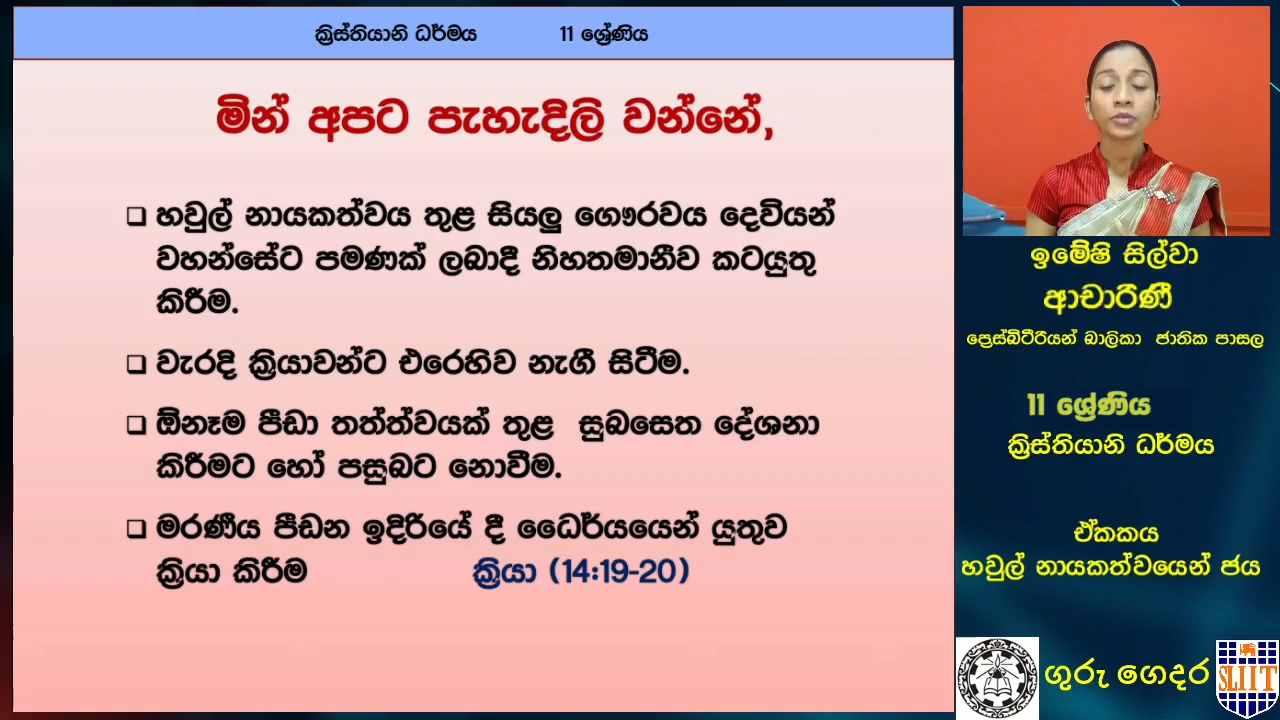 ක්‍රිස්තියානි ධර්මය 11 ශ්‍රේණිය
මින් අපට පැහැදිලි වන්නේ,
❑ හවුල් නායකත්වය තුළ සියලු ගෞරවය දෙවියන්
වහන්සේට පමණක් ලබාදී නිහතමානීව කටයුතු
කිරීම.
❑ වැරදි ක්‍රියාවන්ට එරෙහිව නැගී සිටීම.
❑ ඕනෑම පීඩා තත්ත්වයක් තුළ සුබසෙත දේශනා
කිරීමට හෝ පසුබට නොවීම.
❑ මරණීය පීඩන ඉදිරියේ දී ධෛර්යයෙන් යුතුව
ක්‍රියා කිරීම ක්‍රියා (14:19-20)
ඉමේෂි සිල්වා
ආචාරිණී
ප්‍රෙස්බිටීරියන් බාලිකා ජාතික පාසල
11 ශ්‍රේණිය
ක්‍රිස්තියානි ධර්මය
ඒකකය
හවුල් නායකත්වයෙන් ජය
ගුරු ගෙදර
SLIIT